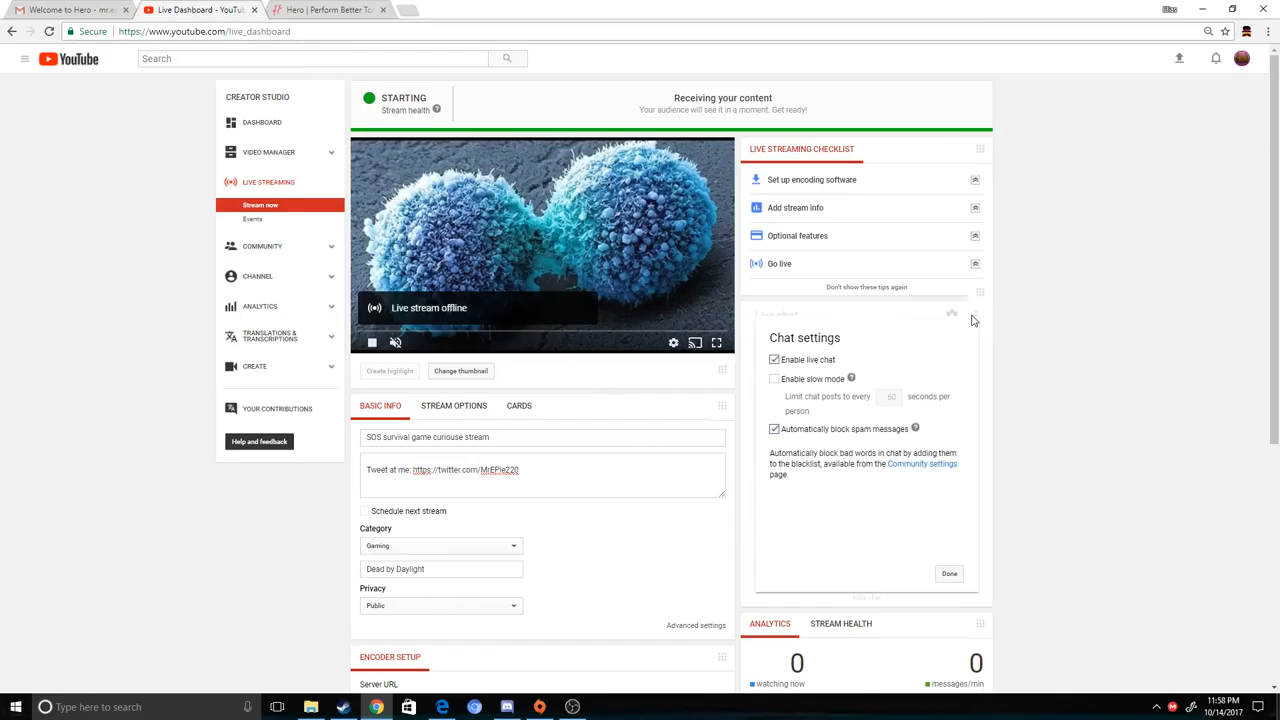 Welcome to Hero - mr.e
Live Dashboard - YouTu
Hero | Perform Better To
Elias
Secure
https://www.youtube.com/live_dashboard
YouTube
Search
CREATOR STUDIO
DASHBOARD
VIDEO MANAGER
LIVE STREAMING
Stream now
Events
COMMUNITY
CHANNEL
ANALYTICS
TRANSLATIONS &
TRANSCRIPTIONS
CREATE
YOUR CONTRIBUTIONS
Help and feedback
STARTING
Stream health ?
Receiving your content
Your audience will see it in a moment. Get ready!
Live stream offline
Create highlight
Change thumbnail
BASIC INFO
STREAM OPTIONS
CARDS
SOS survival game curiouse stream
Tweet at me: https://twitter.com/MrEPie220
Schedule next stream
Category
Gaming
Dead by Daylight
Privacy
Public
Advanced settings
ENCODER SETUP
Server URL
LIVE STREAMING CHECKLIST
Set up encoding software
Add stream info
Optional features
Go live
Don't show these tips again
Live chat
Chat settings
Enable live chat
Enable slow mode ?
Limit chat posts to every 60 seconds per
person
Automatically block spam messages ?
Automatically block bad words in chat by adding them
to the blacklist, available from the Community settings
page.
Done
Hide chat
ANALYTICS
STREAM HEALTH
0
watching now
0
messages/min
Type here to search
11:58 PM
10/14/2017